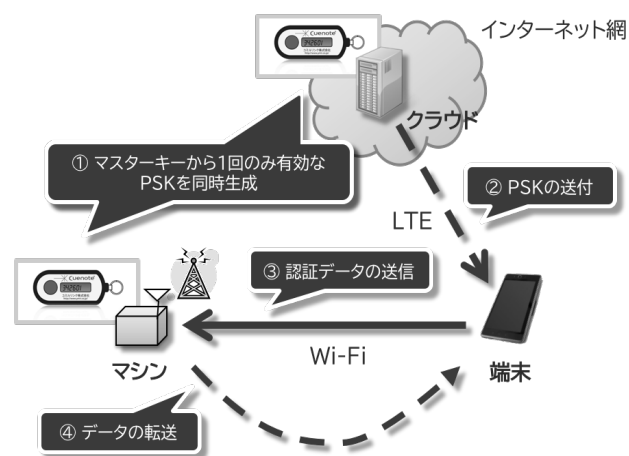 インターネット網
Cuenote
クラウド
① マスターキーから1回のみ有効な
PSKを同時生成
② PSKの送付
LTE
③ 認証データの送信
Cuenote
Wi-Fi
マシン
端末
④ データの転送